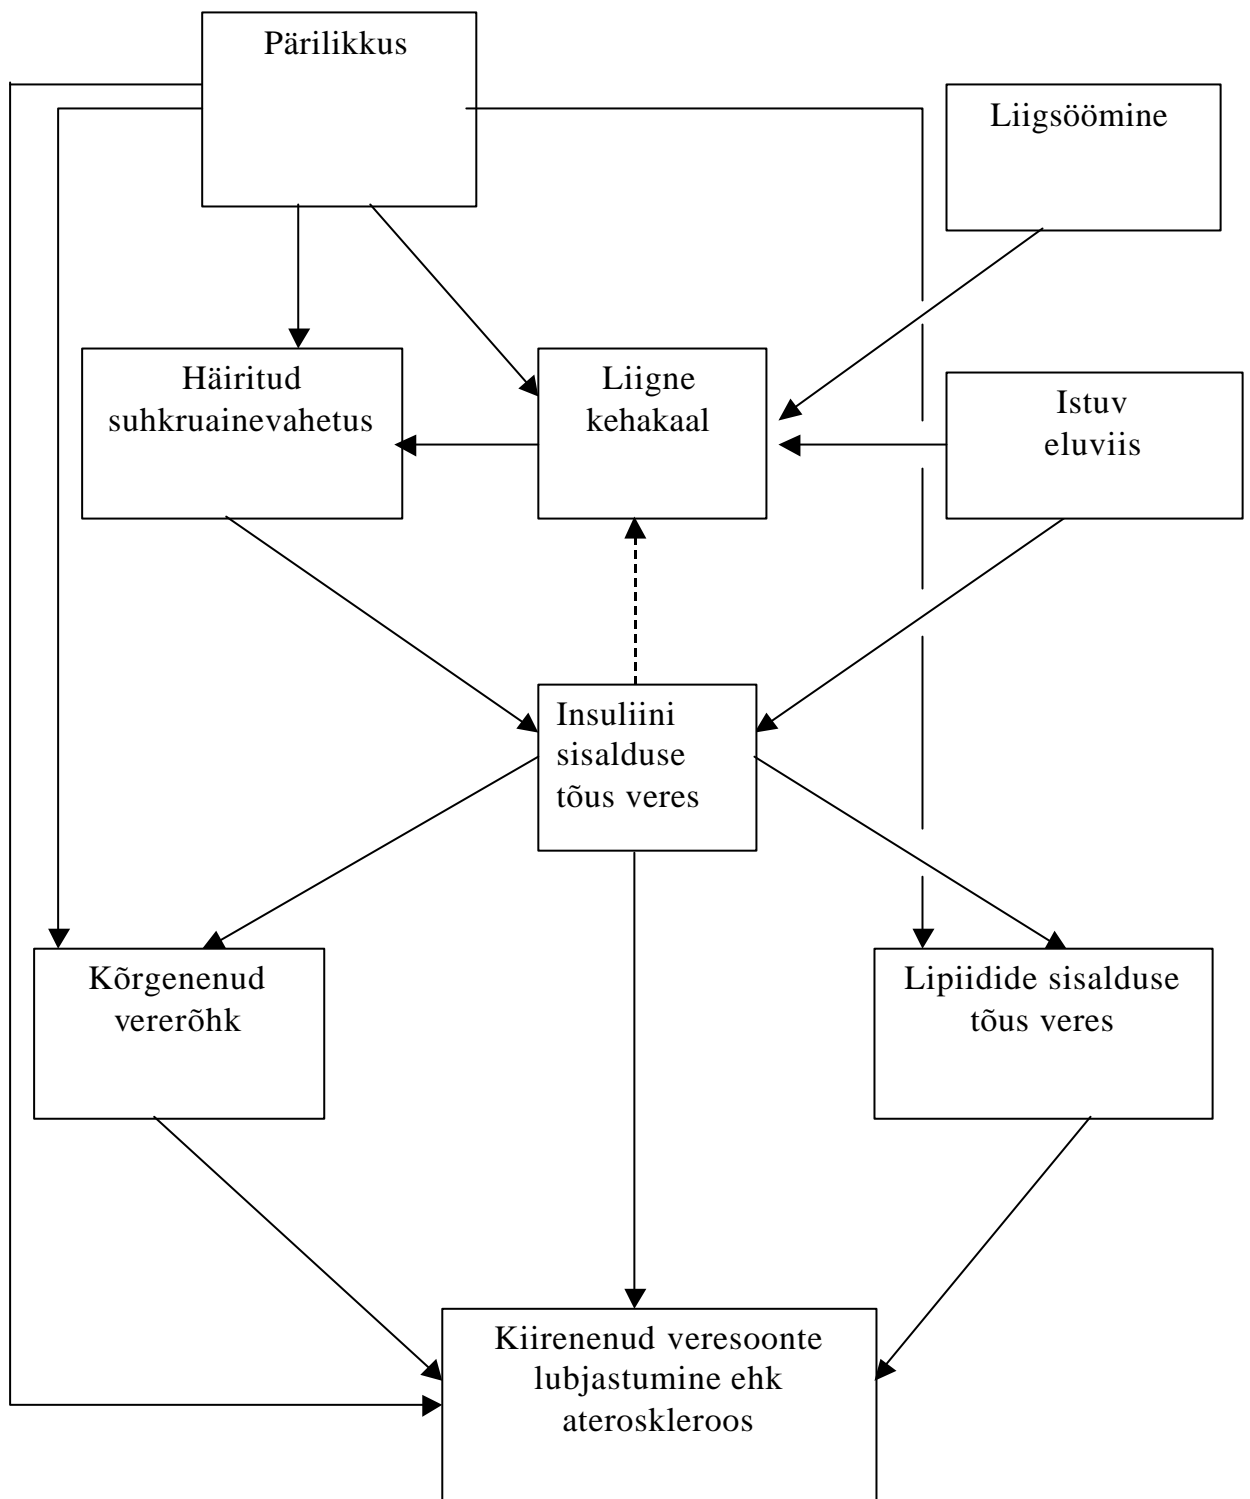 Pärilikkus
Liigsöömine
Häiritud
suhkruainevahetus
Liigne
kehakaal
Istuv
eluviis
Insuliini
sisalduse
tõus veres
Kõrgenenud
vererõhk
Lipiidide sisalduse
tõus veres
Kiirenenud veresoonte
lubjastumine ehk
ateroskleroos